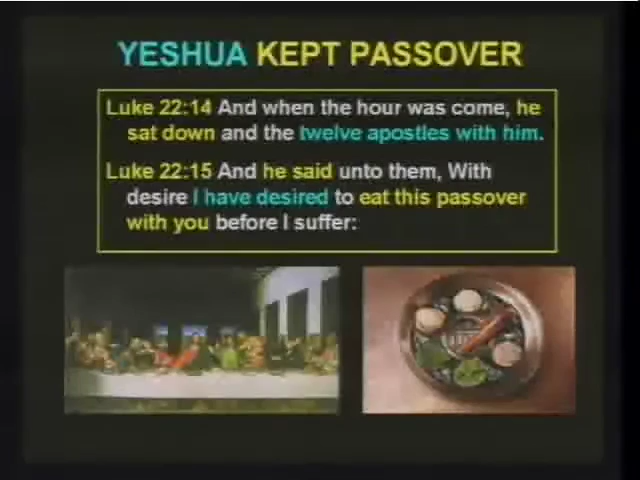 YESHUA KEPT PASSOVER
Luke 22:14 And when the hour was come, he
sat down and the twelve apostles with him.
Luke 22:15 And he said unto them, With
desire I have desired to eat this passover
with you before I suffer: